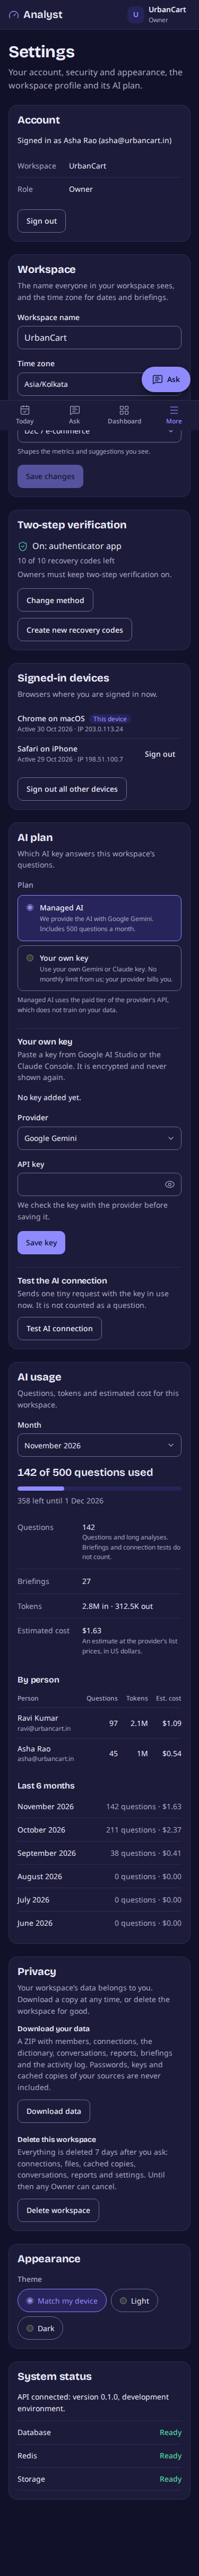 Analyst
U
UrbanCart
Owner
Settings
Your account, security and appearance, the
workspace profile and its AI plan.
Account
Signed in as Asha Rao (asha@urbancart.in)
Workspace UrbanCart
Role Owner
Sign out
Workspace
The name everyone in your workspace sees,
and the time zone for dates and briefings.
Workspace name
UrbanCart
Time zone
Asia/Kolkata
Ask
Today
Ask
Dashboard
More
D2C / e-commerce
Shapes the metrics and suggestions you see.
Save changes
Two-step verification
On: authenticator app
10 of 10 recovery codes left
Owners must keep two-step verification on.
Change method
Create new recovery codes
Signed-in devices
Browsers where you are signed in now.
Chrome on macOS This device
Active 30 Oct 2026 · IP 203.0.113.24
Safari on iPhone
Active 29 Oct 2026 · IP 198.51.100.7
Sign out
Sign out all other devices
AI plan
Which AI key answers this workspace's
questions.
Plan
Managed AI
We provide the AI with Google Gemini.
Includes 500 questions a month.
Your own key
Use your own Gemini or Claude key. No
monthly limit from us; your provider bills you.
Managed AI uses the paid tier of the provider's API,
which does not train on your data.
Your own key
Paste a key from Google AI Studio or the
Claude Console. It is encrypted and never
shown again.
No key added yet.
Provider
Google Gemini
API key
We check the key with the provider before
saving it.
Save key
Test the AI connection
Sends one tiny request with the key in use
now. It is not counted as a question.
Test AI connection
AI usage
Questions, tokens and estimated cost for this
workspace.
Month
November 2026
142 of 500 questions used
358 left until 1 Dec 2026
Questions 142
Questions and long analyses.
Briefings and connection tests do
not count.
Briefings 27
Tokens 2.8M in · 312.5K out
Estimated cost $1.63
An estimate at the provider's list
prices, in US dollars.
By person
Person Questions Tokens Est. cost
Ravi Kumar
ravi@urbancart.in
97 2.1M $1.09
Asha Rao
asha@urbancart.in
45 1M $0.54
Last 6 months
November 2026 142 questions · $1.63
October 2026 211 questions · $2.37
September 2026 38 questions · $0.41
August 2026 0 questions · $0.00
July 2026 0 questions · $0.00
June 2026 0 questions · $0.00
Privacy
Your workspace's data belongs to you.
Download a copy at any time, or delete the
workspace for good.
Download your data
A ZIP with members, connections, the
dictionary, conversations, reports, briefings
and the activity log. Passwords, keys and
cached copies of your sources are never
included.
Download data
Delete this workspace
Everything is deleted 7 days after you ask:
connections, files, cached copies,
conversations, reports and settings. Until
then any Owner can cancel.
Delete workspace
Appearance
Theme
Match my device
Light
Dark
System status
API connected: version 0.1.0, development
environment.
Database Ready
Redis Ready
Storage Ready